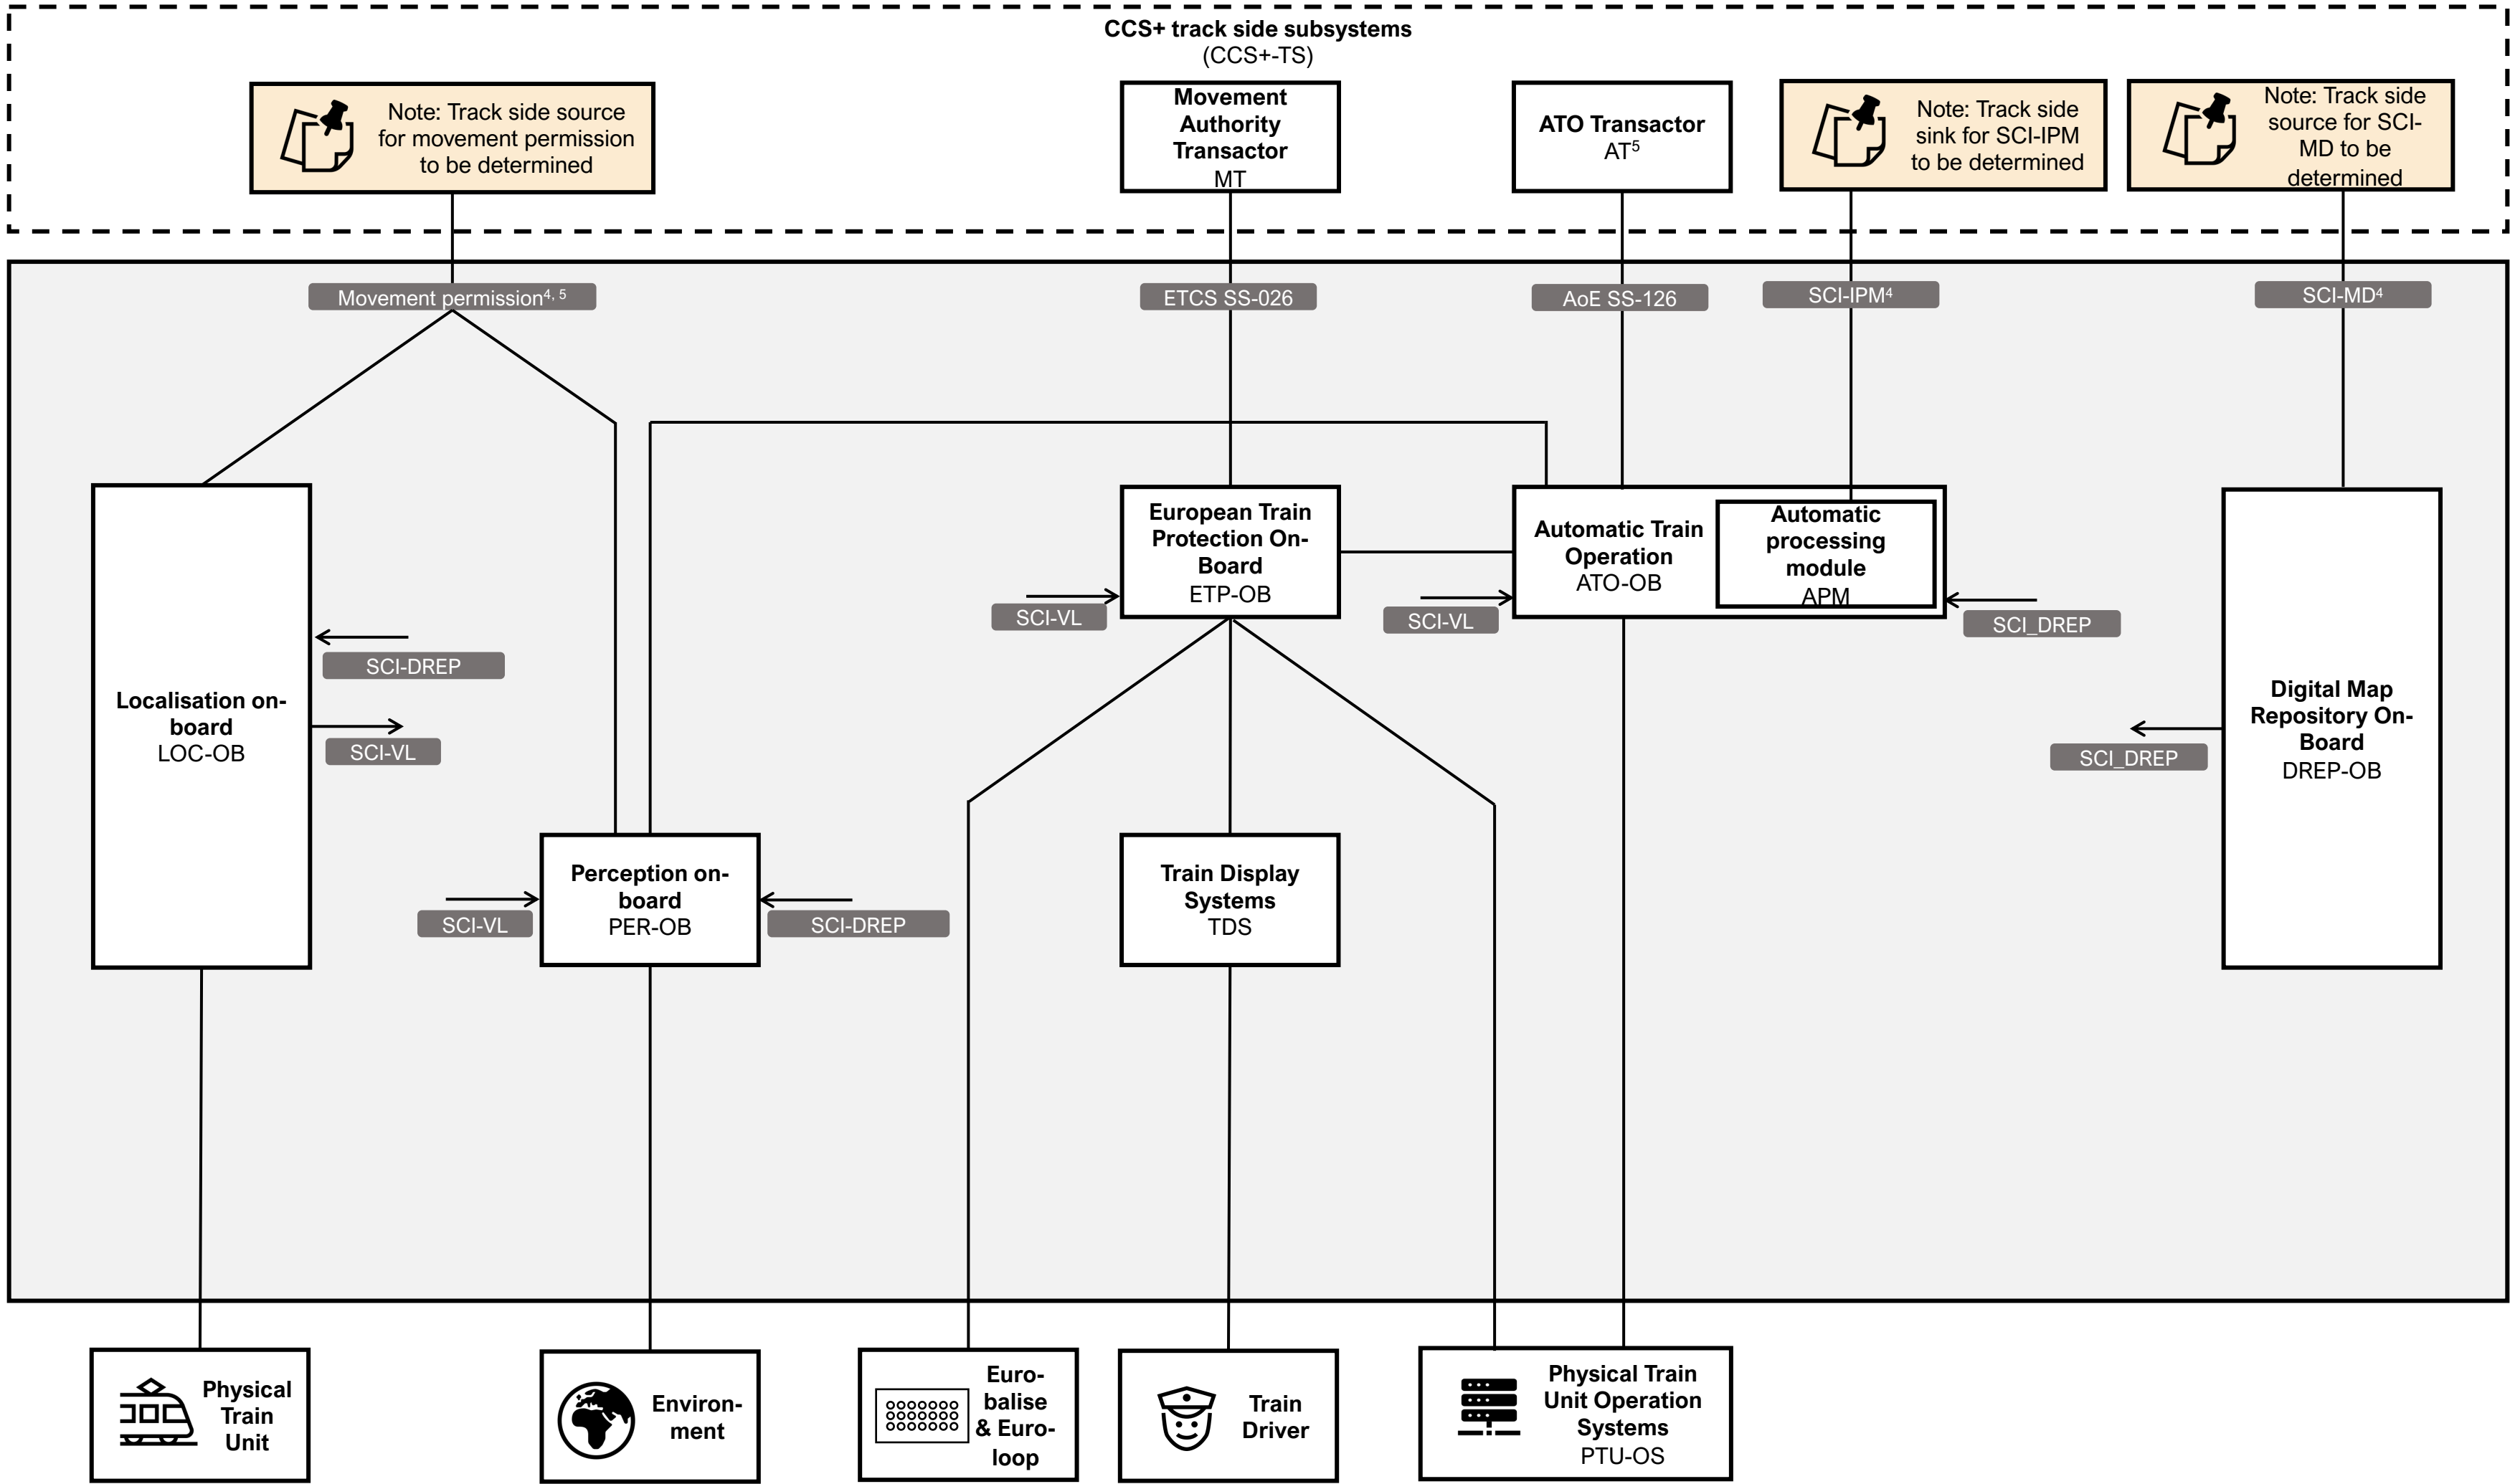 CCS+ track side subsystems
(CCS+-TS)
Note: Track side source
for movement permission
to be determined
Movement
Authority
Transactor
MT
ATO Transactor
AT⁵
Note: Track side
sink for SCI-IPM
to be determined
Note: Track side
source for SCI-
MD to be
determined
Movement permission⁴, ⁵
ETCS SS-026
AoE SS-126
SCI-IPM⁴
SCI-MD⁴
European Train
Protection On-
Board
ETP-OB
Automatic Train
Operation
ATO-OB
Automatic
processing
module
APM
SCI-VL
SCI-VL
SCI_DREP
SCI-DREP
Localisation on-
board
LOC-OB
SCI-VL
Digital Map
Repository On-
Board
DREP-OB
SCI_DREP
Perception on-
board
PER-OB
SCI-VL
SCI-DREP
Train Display
Systems
TDS
Physical
Train
Unit
Environ-
ment
Euro-
balise
& Euro-
loop
Train
Driver
Physical Train
Unit Operation
Systems
PTU-OS